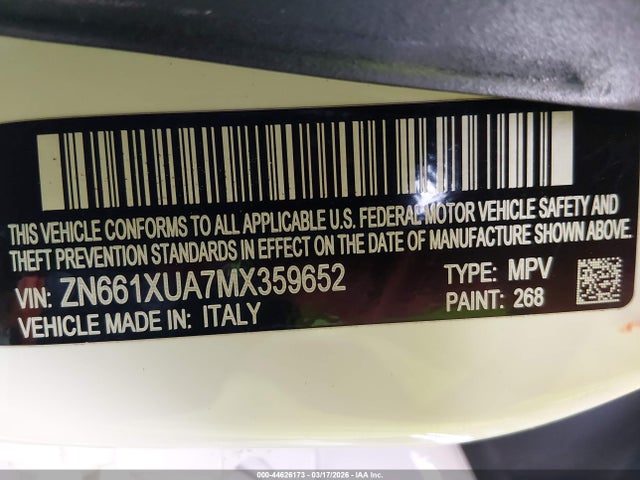 THIS VEHICLE CONFORMS TO ALL APPLICABLE U.S. FEDERAL MOTOR VEHICLE SAFETY AND
THEFT PREVENTION STANDARDS IN EFFECT ON THE DATE OF MANUFACTURE SHOWN ABOVE.
VIN: ZN661XUA7MX359652 TYPE: MPV
VEHICLE MADE IN: ITALY PAINT: 268
000-44626173 - 03/17/2026 - IAA Inc.